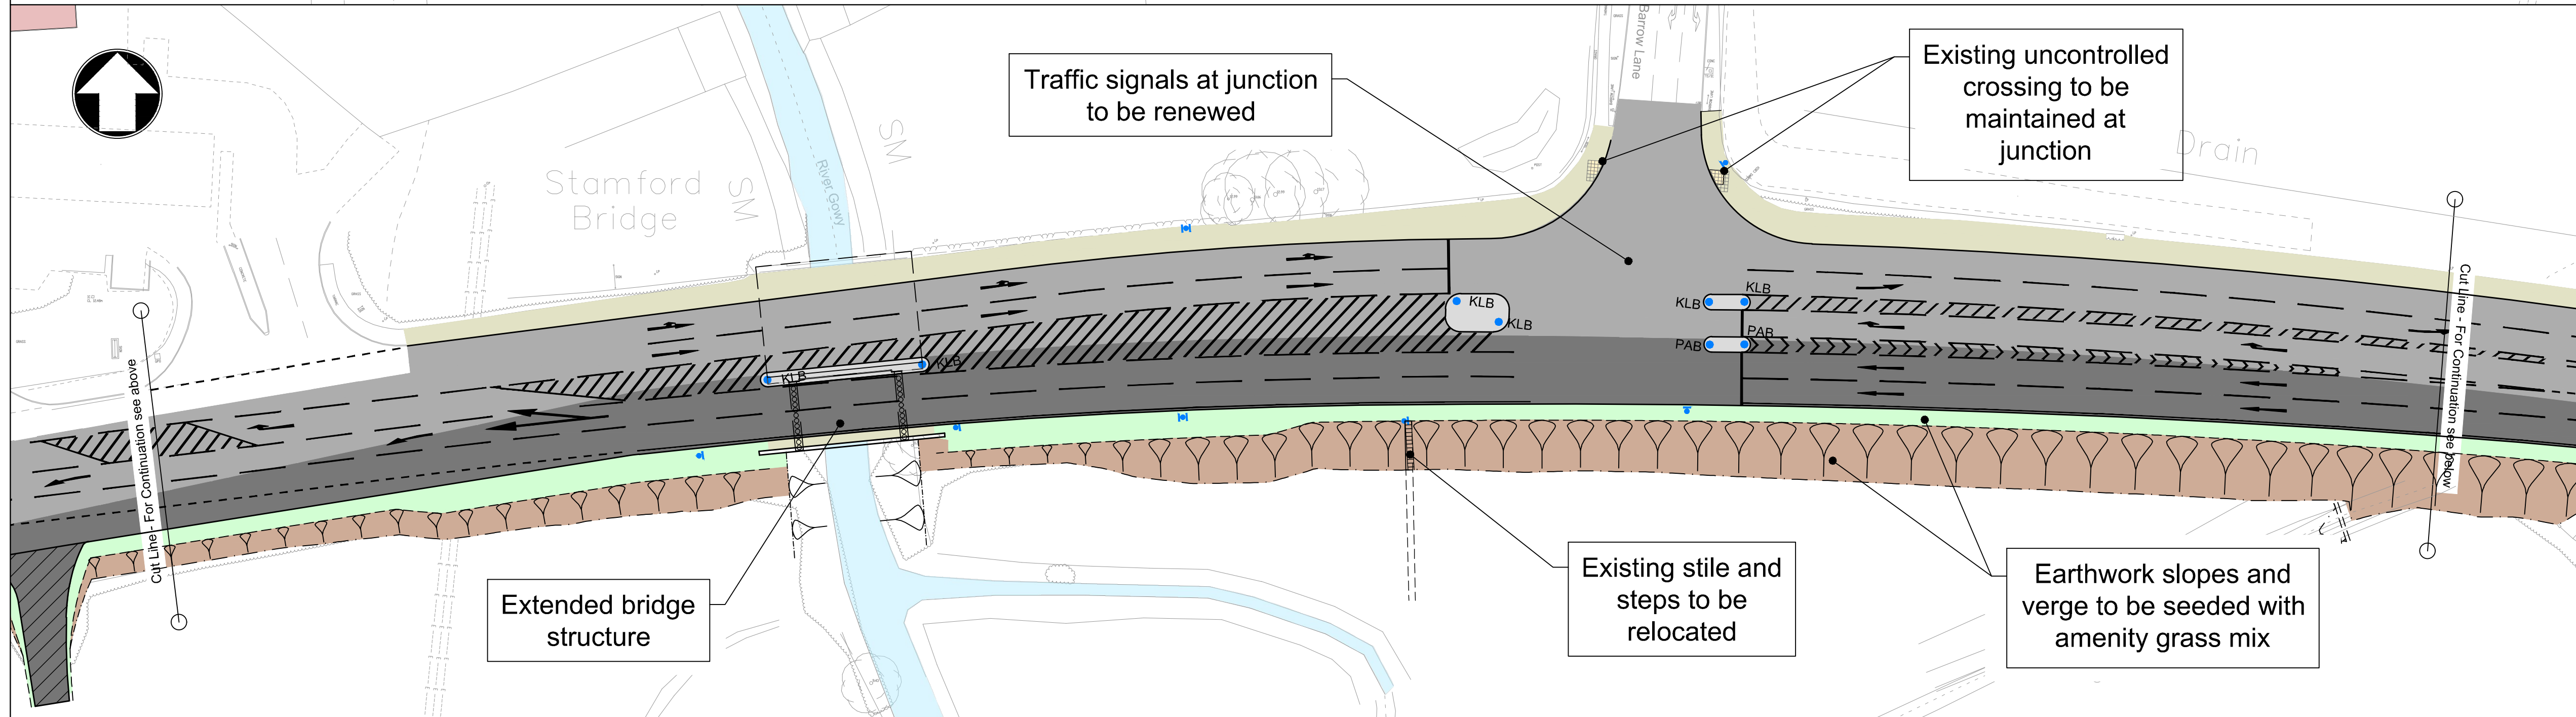 Barrow Lane
Traffic signals at junction
to be renewed
Existing uncontrolled
crossing to be
maintained at
junction
Drain
Stamford
Bridge
SM
SM
River Gowy
KLB
KLB
KLB
KLB
KLB
KLB
PAB
PAB
Cut Line - For Continuation see above
Cut Line - For Continuation see below
Extended bridge
structure
Existing stile and
steps to be
relocated
Earthwork slopes and
verge to be seeded with
amenity grass mix